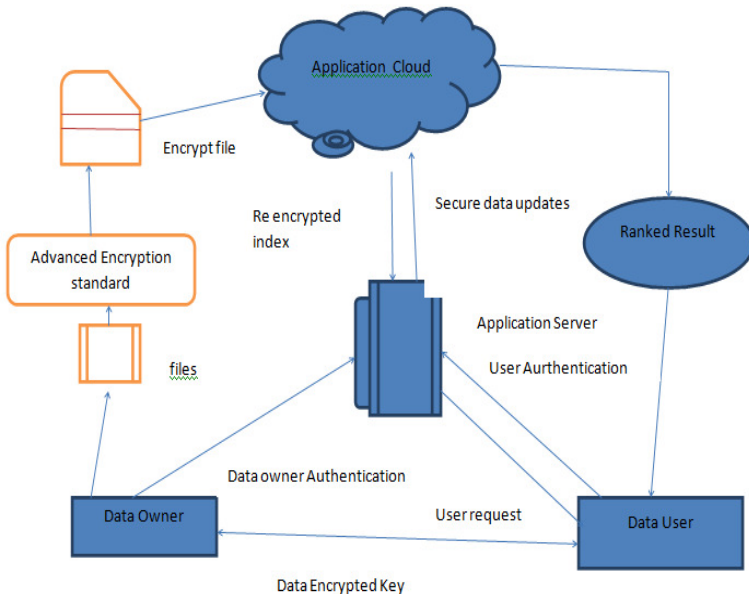 Application Cloud
Encrypt file
Re encrypted
index
Secure data updates
Ranked Result
Advanced Encryption
standard
Application Server
files
User Aurthentication
Data owner Authentication
Data Owner
User request
Data User
Data Encrypted Key